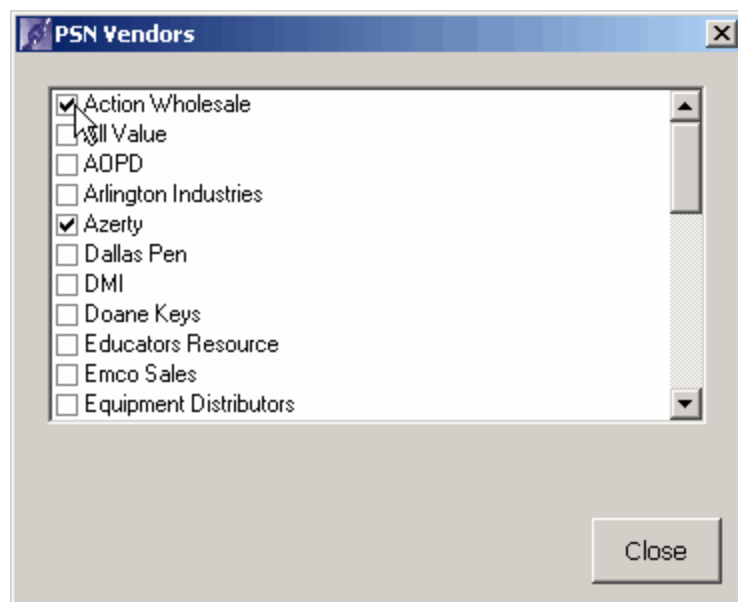 PSN Vendors
Action Wholesale
All Value
AOPD
Arlington Industries
Azerty
Dallas Pen
DMI
Doane Keys
Educators Resource
Emco Sales
Equipment Distributors
Close